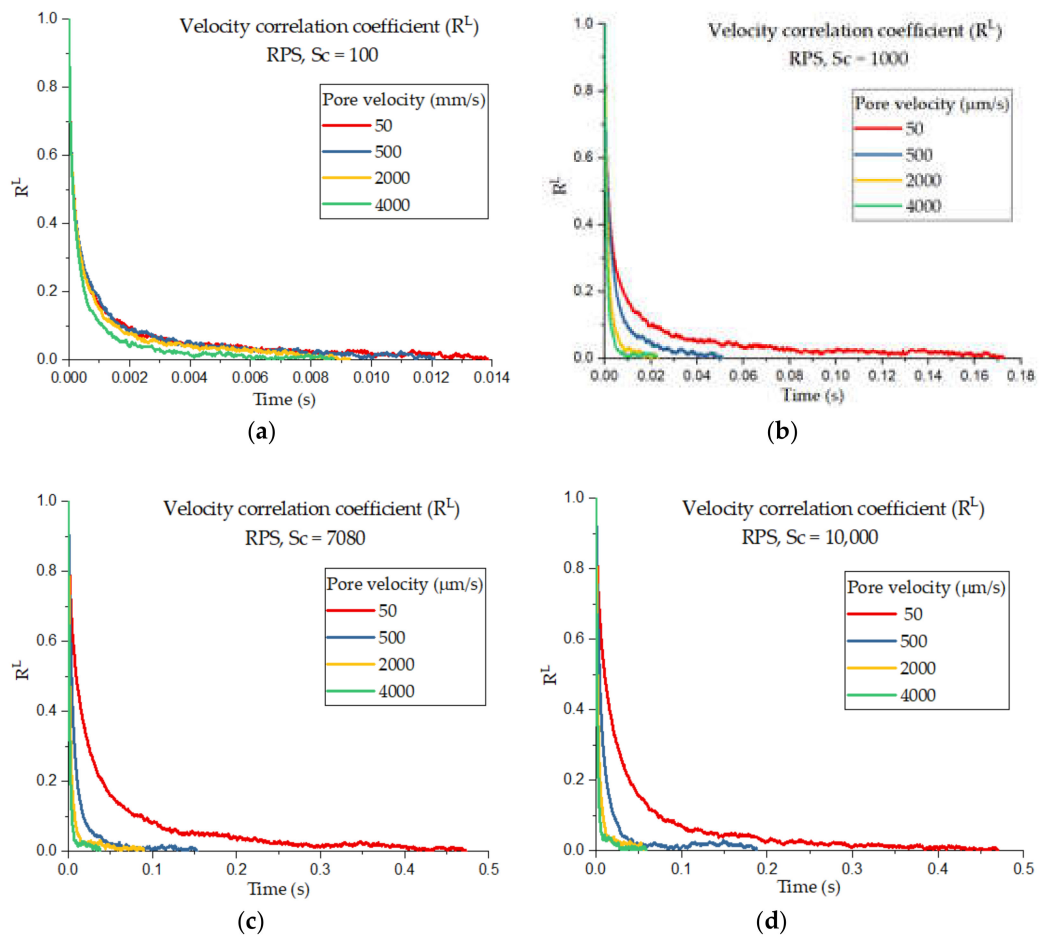 Velocity correlation coefficient (Rᴸ)
RPS, Sc = 100
Pore velocity (mm/s)
50
500
2000
4000
Rᴸ
1.0
0.8
0.6
0.4
0.2
0.0
0.000 0.002 0.004 0.006 0.008 0.010 0.012 0.014
Time (s)
(a)
Velocity correlation coefficient (Rᴸ)
RPS, Sc = 1000
Pore velocity (μm/s)
50
500
2000
4000
Rᴸ
1.0
0.8
0.6
0.4
0.2
0.0
0.00 0.02 0.04 0.06 0.08 0.10 0.12 0.14 0.16 0.18
Time (s)
(b)
Velocity correlation coefficient (Rᴸ)
RPS, Sc = 7080
Pore velocity (μm/s)
50
500
2000
4000
Rᴸ
1.0
0.8
0.6
0.4
0.2
0.0
0.0 0.1 0.2 0.3 0.4 0.5
Time (s)
(c)
Velocity correlation coefficient (Rᴸ)
RPS, Sc = 10,000
Pore velocity (μm/s)
50
500
2000
4000
Rᴸ
1.0
0.8
0.6
0.4
0.2
0.0
0.0 0.1 0.2 0.3 0.4 0.5
Time (s)
(d)